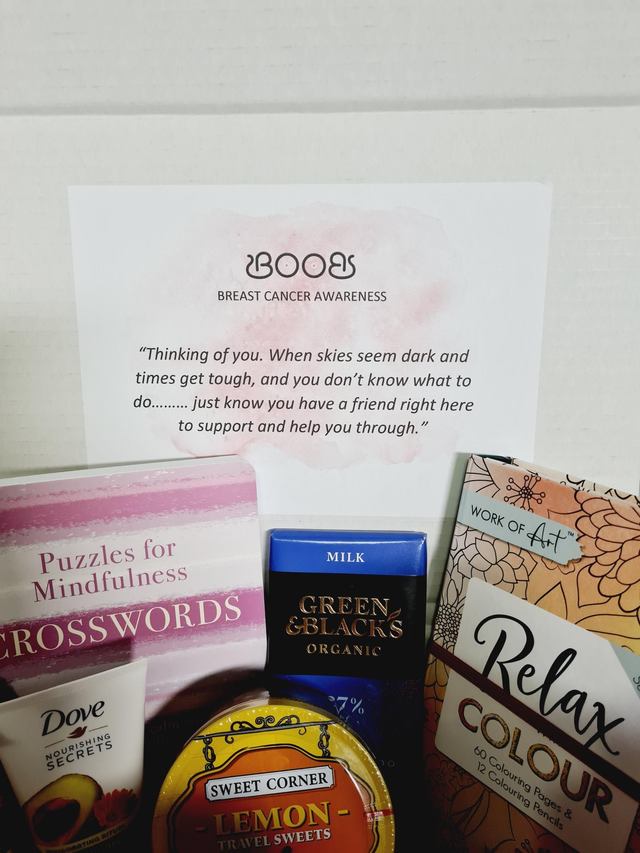 BOOBS
BREAST CANCER AWARENESS
“Thinking of you. When skies seem dark and
times get tough, and you don’t know what to
do……… just know you have a friend right here
to support and help you through.”
Puzzles for
Mindfulness
CROSSWORDS
Dove
NOURISHING
SECRETS
MILK
GREEN
&BLACK'S
ORGANIC
7%
SWEET CORNER
- LEMON -
TRAVEL SWEETS
WORK OF Art™
Relax
COLOUR
60 Colouring Pages &
12 Colouring Pencils